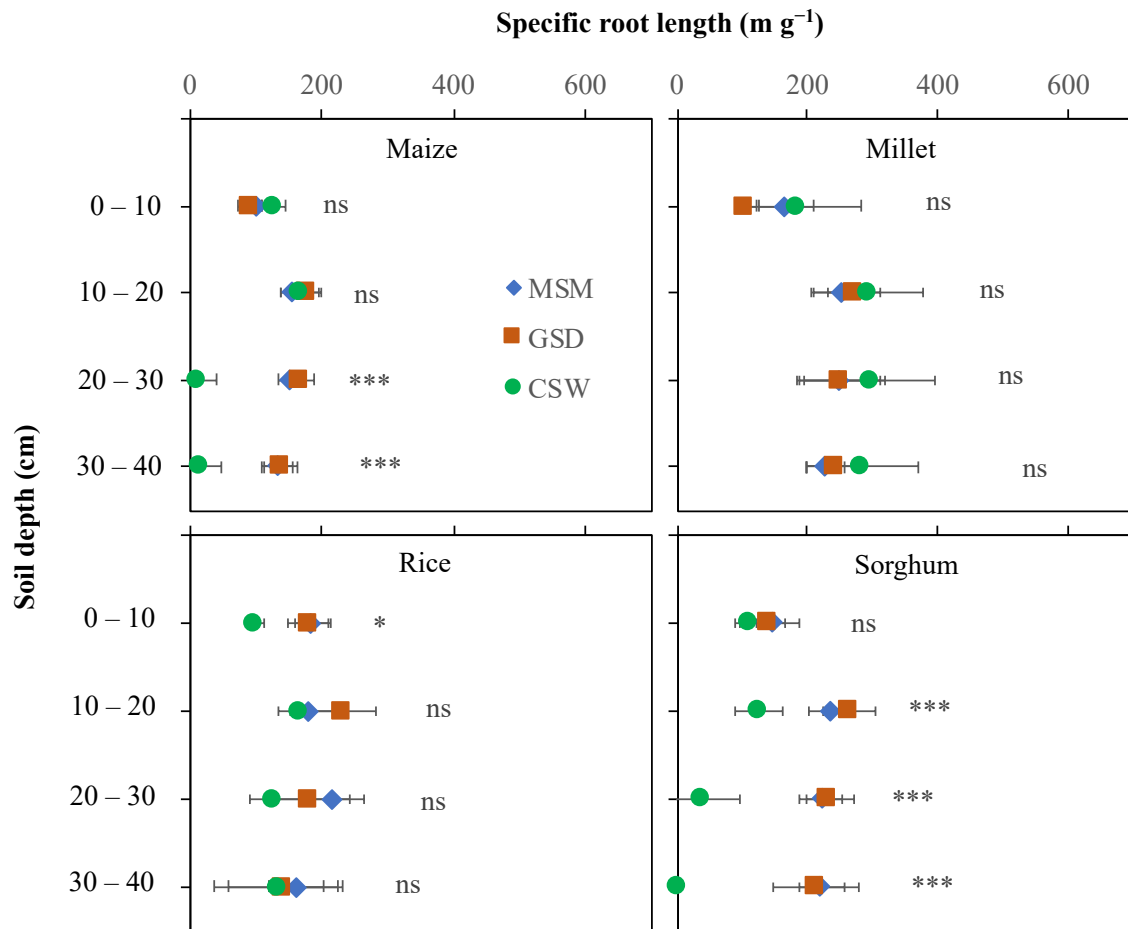 Specific root length (m g⁻¹)
0 200 400 600 0 200 400 600
Maize Millet
0 – 10 ns ns
10 – 20 ns ns
MSM
GSD
20 – 30 *** ns
CSW
30 – 40 *** ns
Soil depth (cm)
Rice Sorghum
0 – 10 * ns
10 – 20 ns ***
20 – 30 ns ***
30 – 40 ns ***